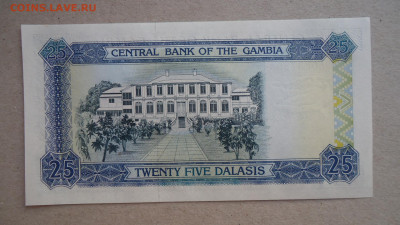 COINS.LAVE.RU
25 CENTRAL BANK OF THE GAMBIA 25
25 TWENTY FIVE DALASIS 25